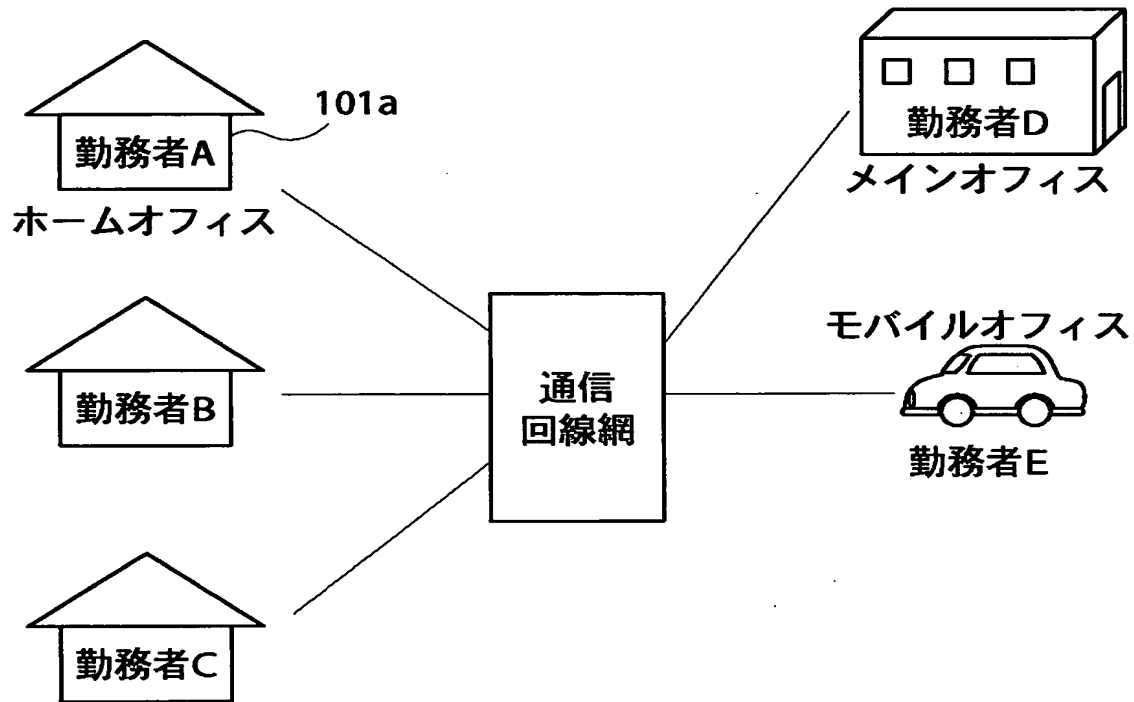 101a
勤務者A
ホームオフィス
勤務者B
勤務者C
通信
回線網
勤務者D
メインオフィス
モバイルオフィス
勤務者E